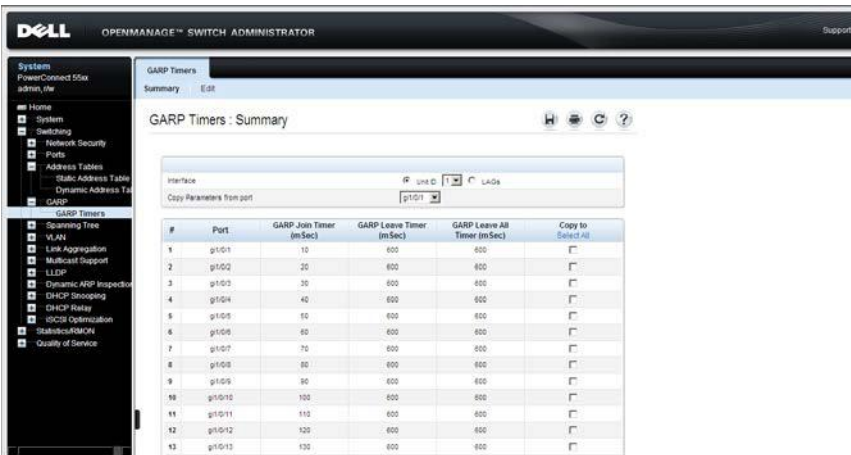 DELL OPENMANAGE™ SWITCH ADMINISTRATOR Support
System
PowerConnect 55xx
admin, r/w
Home
System
Switching
Network Security
Ports
Address Tables
Static Address Table
Dynamic Address Tal
GARP
GARP Timers
Spanning Tree
VLAN
Link Aggregation
Multicast Support
LLDP
Dynamic ARP Inspection
DHCP Snooping
DHCP Relay
iSCSI Optimization
Statistics/RMON
Quality of Service
GARP Timers
Summary Edit
GARP Timers : Summary
Interface Unit ID 1 LAGs
Copy Parameters from port gi1/0/1
# Port GARP Join Timer (mSec) GARP Leave Timer (mSec) GARP Leave All Timer (mSec) Copy to Select All
1 gi1/0/1 10 600 600
2 gi1/0/2 20 600 600
3 gi1/0/3 30 600 600
4 gi1/0/4 40 600 600
5 gi1/0/5 50 600 600
6 gi1/0/6 60 600 600
7 gi1/0/7 70 600 600
8 gi1/0/8 80 600 600
9 gi1/0/9 90 600 600
10 gi1/0/10 100 600 600
11 gi1/0/11 110 600 600
12 gi1/0/12 120 600 600
13 gi1/0/13 130 600 600